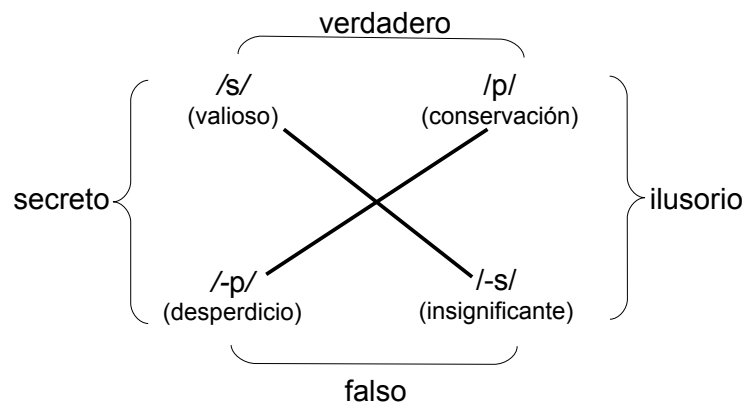 verdadero
/s/ /p/
(valioso) (conservación)
secreto ilusorio
/-p/ /-s/
(desperdicio) (insignificante)
falso